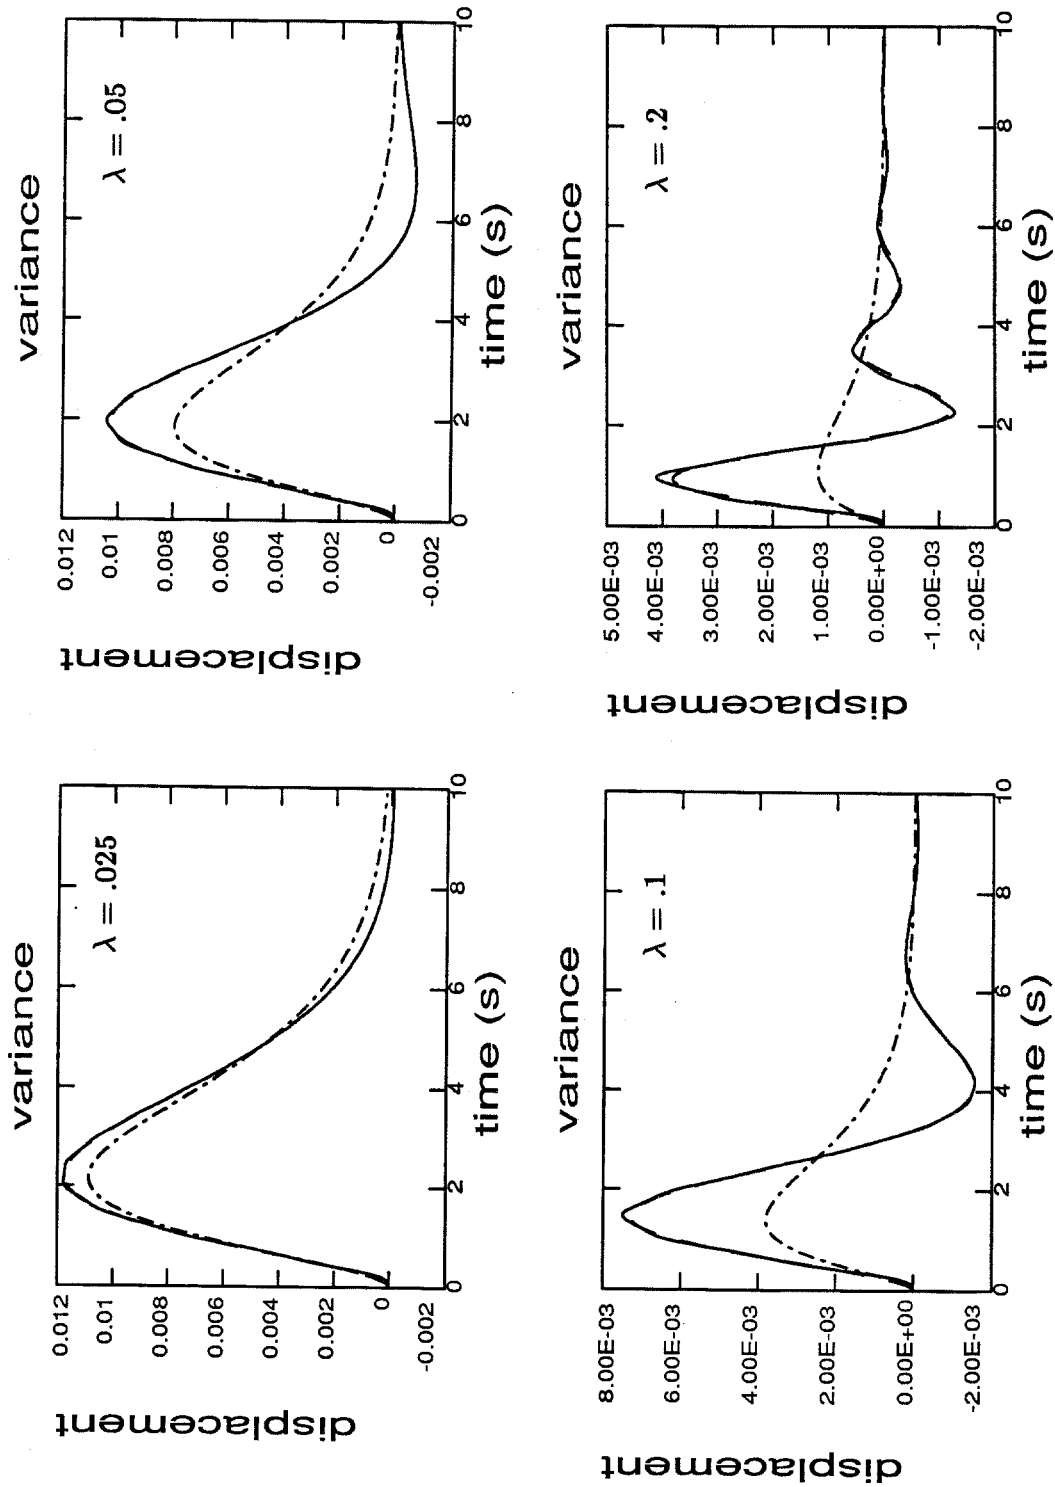 variance
λ = .025
displacement
0.012
0.01
0.008
0.006
0.004
0.002
0
-0.002
0
2
4
6
8
10
time (s)
variance
λ = .05
displacement
0.012
0.01
0.008
0.006
0.004
0.002
0
-0.002
0
2
4
6
8
10
time (s)
variance
λ = .1
displacement
8.00E-03
6.00E-03
4.00E-03
2.00E-03
0.00E+00
-2.00E-03
0
2
4
6
8
10
time (s)
variance
λ = .2
displacement
5.00E-03
4.00E-03
3.00E-03
2.00E-03
1.00E-03
0.00E+00
-1.00E-03
-2.00E-03
0
2
4
6
8
10
time (s)